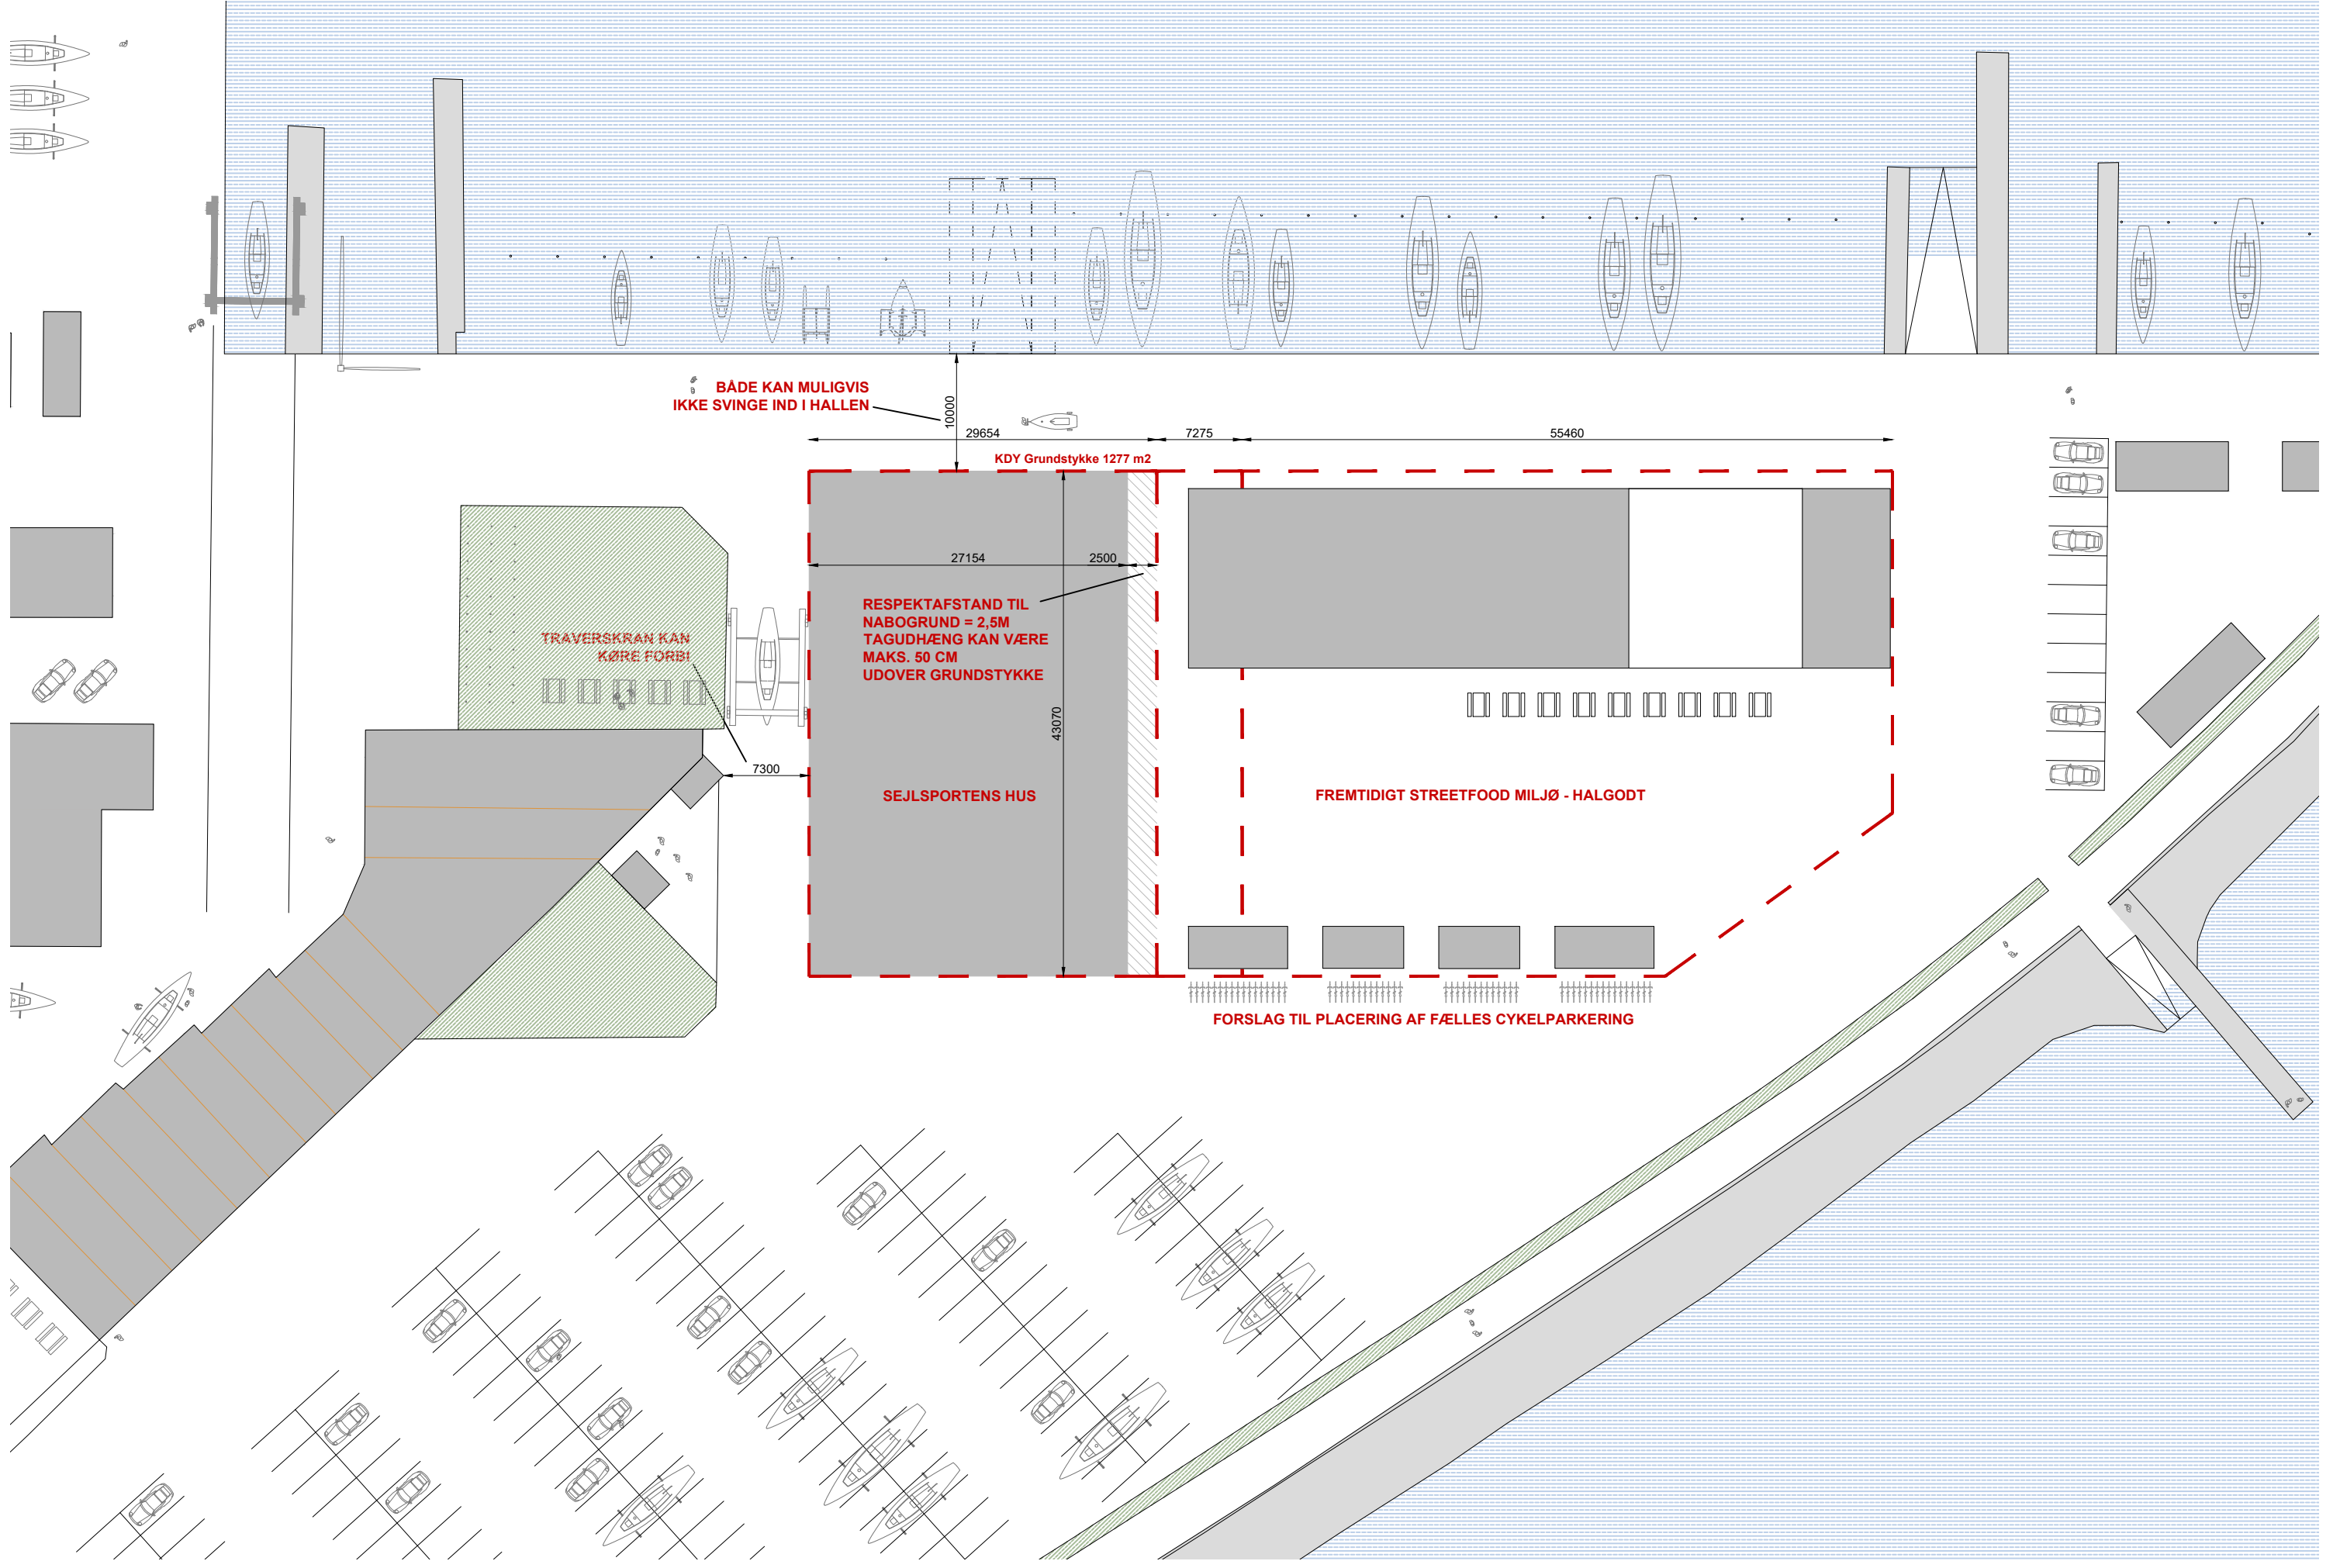 BÅDE KAN MULIGVIS
IKKE SVINGE IND I HALLEN
10000
29654
7275
55460
KDY Grundstykke 1277 m2
27154
2500
RESPEKTAFSTAND TIL
NABOGRUND = 2,5M
TAGUDHÆNG KAN VÆRE
MAKS. 50 CM
UDOVER GRUNDSTYKKE
TRAVERSKRAN KAN
KØRE FORBI
43070
7300
SEJLSPORTENS HUS
FREMTIDIGT STREETFOOD MILJØ - HALGODT
FORSLAG TIL PLACERING AF FÆLLES CYKELPARKERING